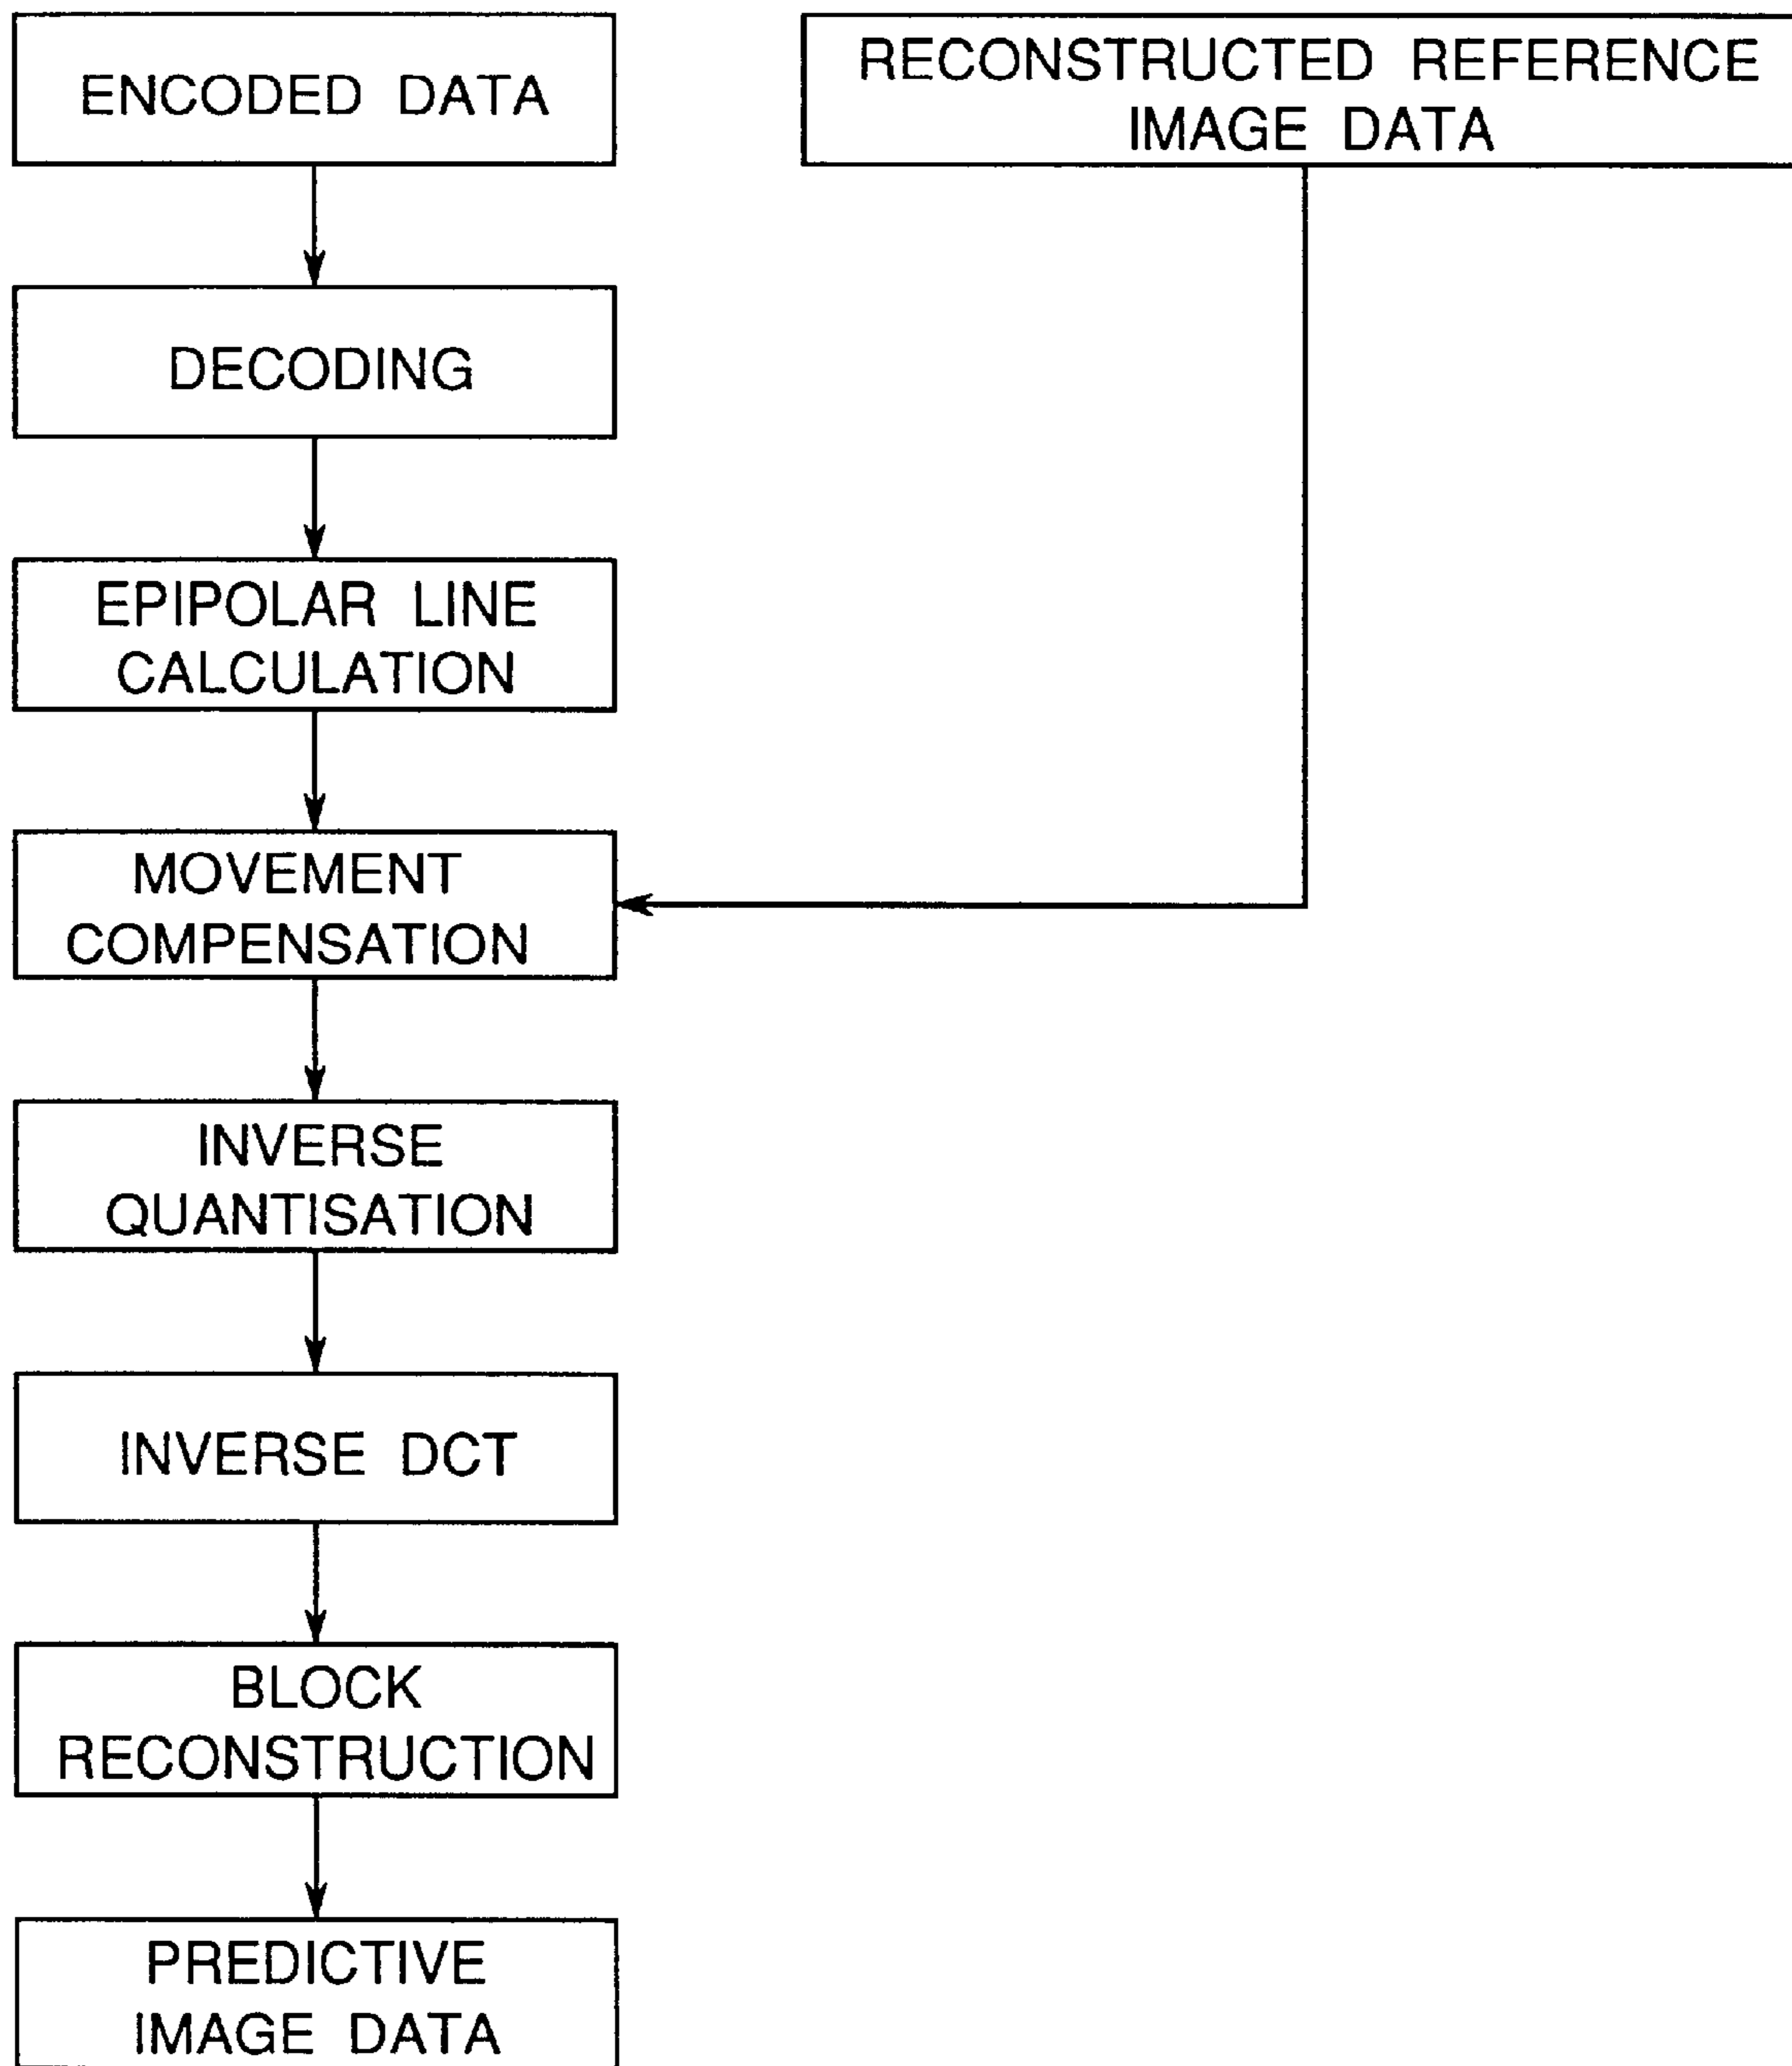 ENCODED DATA
RECONSTRUCTED REFERENCE
IMAGE DATA
DECODING
EPIPOLAR LINE
CALCULATION
MOVEMENT
COMPENSATION
INVERSE
QUANTISATION
INVERSE DCT
BLOCK
RECONSTRUCTION
PREDICTIVE
IMAGE DATA